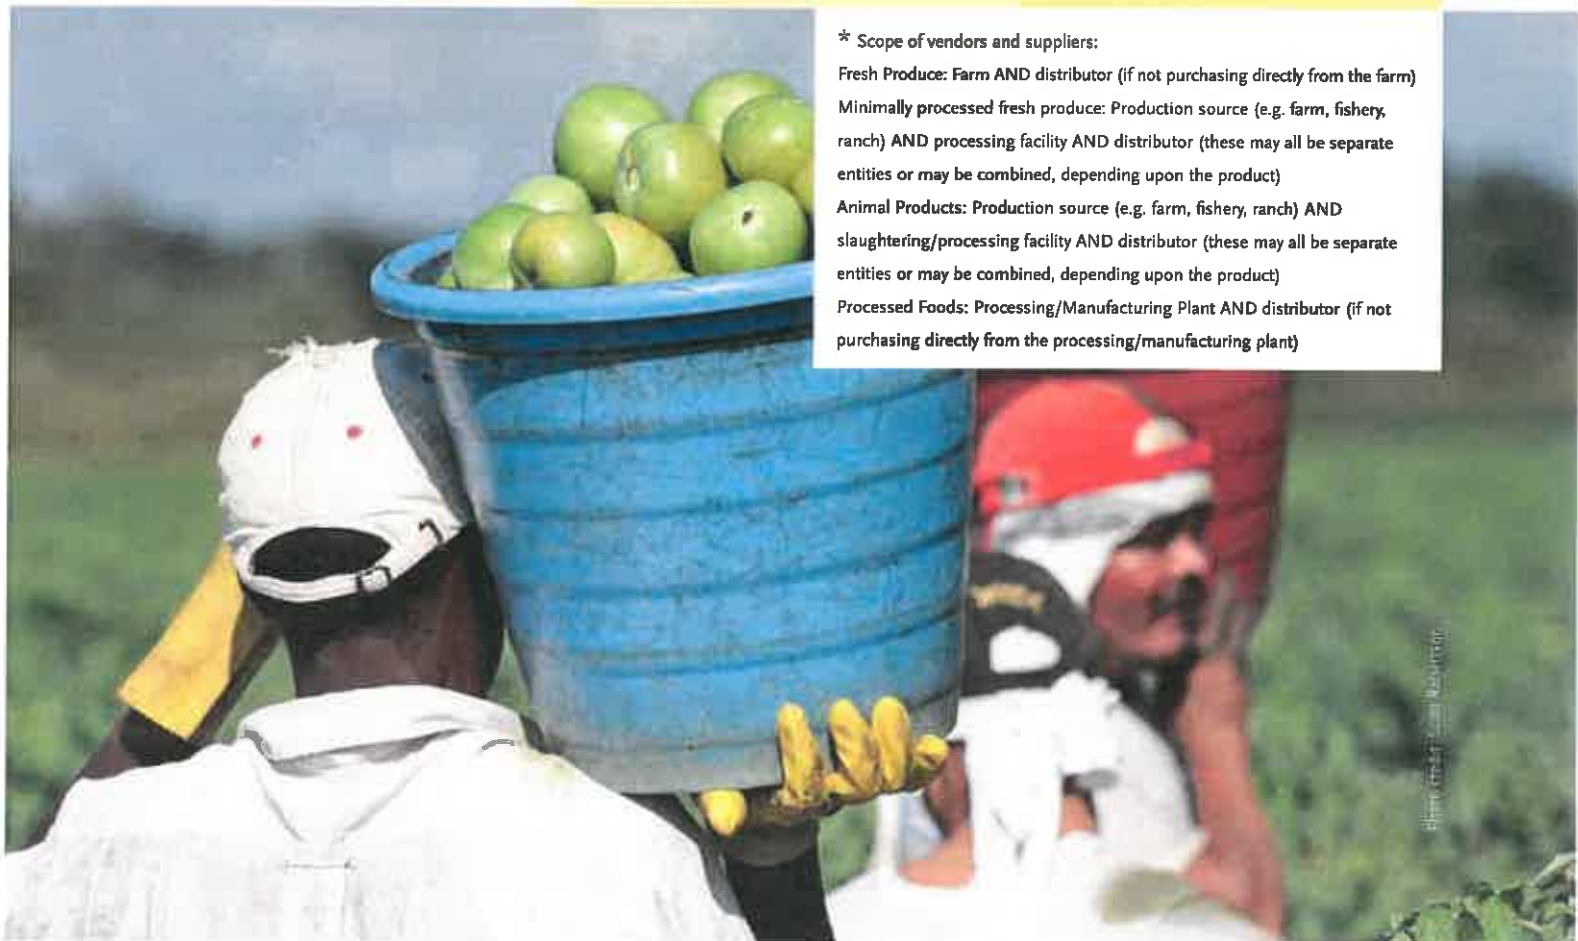 * Scope of vendors and suppliers:
Fresh Produce: Farm AND distributor (if not purchasing directly from the farm)
Minimally processed fresh produce: Production source (e.g. farm, fishery,
ranch) AND processing facility AND distributor (these may all be separate
entities or may be combined, depending upon the product)
Animal Products: Production source (e.g. farm, fishery, ranch) AND
slaughtering/processing facility AND distributor (these may all be separate
entities or may be combined, depending upon the product)
Processed Foods: Processing/Manufacturing Plant AND distributor (if not
purchasing directly from the processing/manufacturing plant)